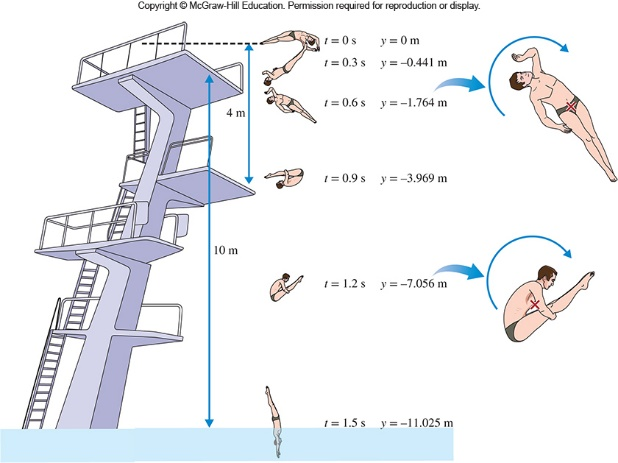 Copyright © McGraw-Hill Education. Permission required for reproduction or display.
t = 0 s y = 0 m
t = 0.3 s y = −0.441 m
t = 0.6 s y = −1.764 m
4 m
t = 0.9 s y = −3.969 m
10 m
t = 1.2 s y = −7.056 m
t = 1.5 s y = −11.025 m